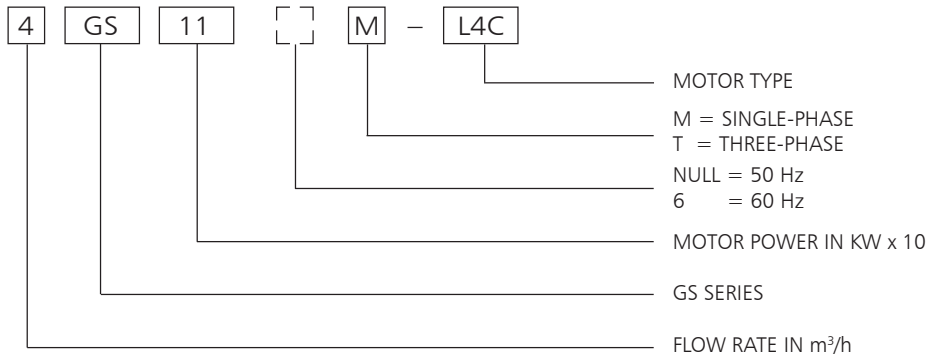 4 GS 11 M – L4C
MOTOR TYPE
M = SINGLE-PHASE
T = THREE-PHASE
NULL = 50 Hz
6 = 60 Hz
MOTOR POWER IN KW x 10
GS SERIES
FLOW RATE IN m³/h